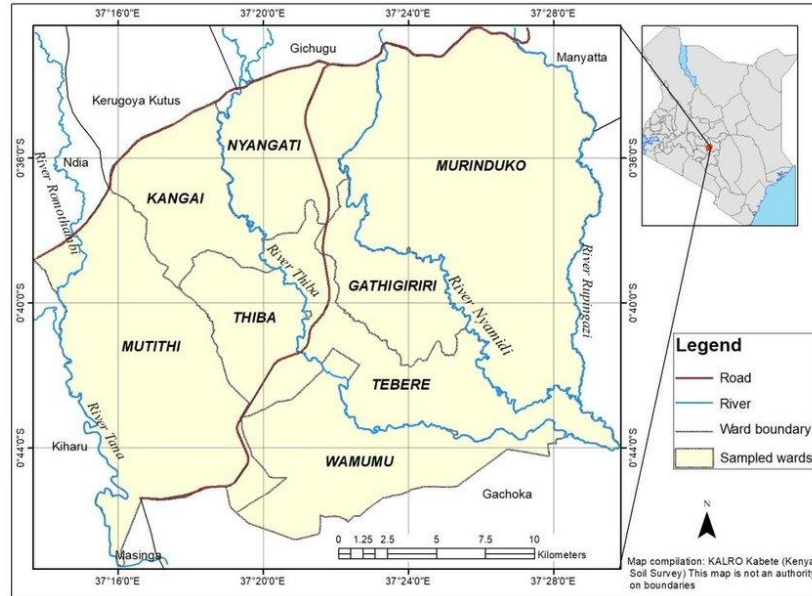 37°16'0"E 37°20'0"E 37°24'0"E 37°28'0"E
Gichugu
Manyatta
Kerugoya Kutus
NYANGATI
Ndia
MURINDUKO
0°36'0"S
0°36'0"S
KANGAI
River Romothambi
River Thiba
GATHIGIRIRI
River Nyamidi
River Rupingazi
0°40'0"S
0°40'0"S
THIBA
MUTITHI
TEBERE
River Tana
Kiharu
0°44'0"S
0°44'0"S
WAMUMU
Gachoka
Masinga
0 1.25 2.5 5 7.5 10
Kilometers
37°16'0"E 37°20'0"E 37°24'0"E 37°28'0"E
Legend
Road
River
Ward boundary
Sampled wards
N
Map compilation: KALRO Kabete (Kenya
Soil Survey) This map is not an authority
on boundaries